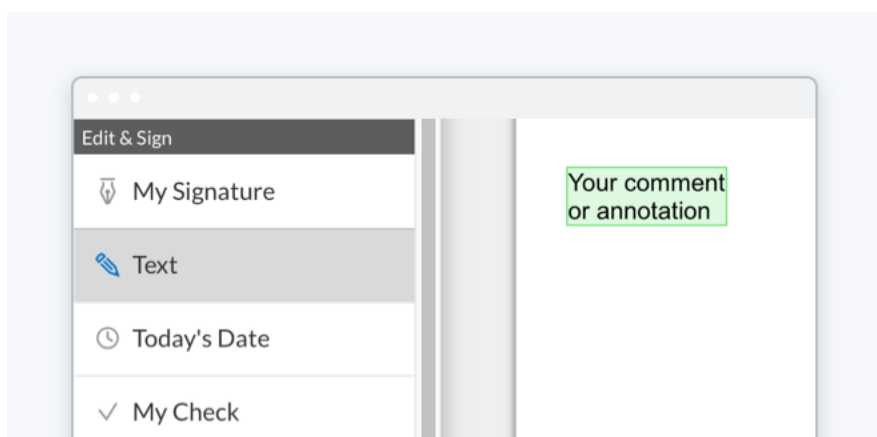 Edit & Sign
My Signature
Text
Today's Date
My Check
Your comment
or annotation